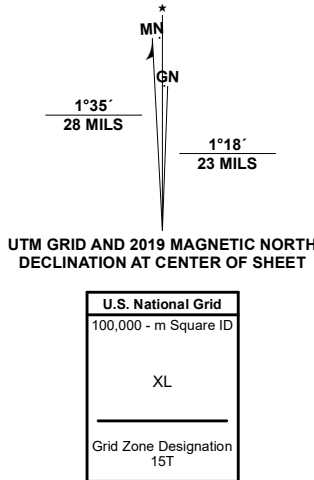 ★
MN
GN
1°35´
28 MILS
1°18´
23 MILS
UTM GRID AND 2019 MAGNETIC NORTH
DECLINATION AT CENTER OF SHEET
U.S. National Grid
100,000 - m Square ID
XL
Grid Zone Designation
15T